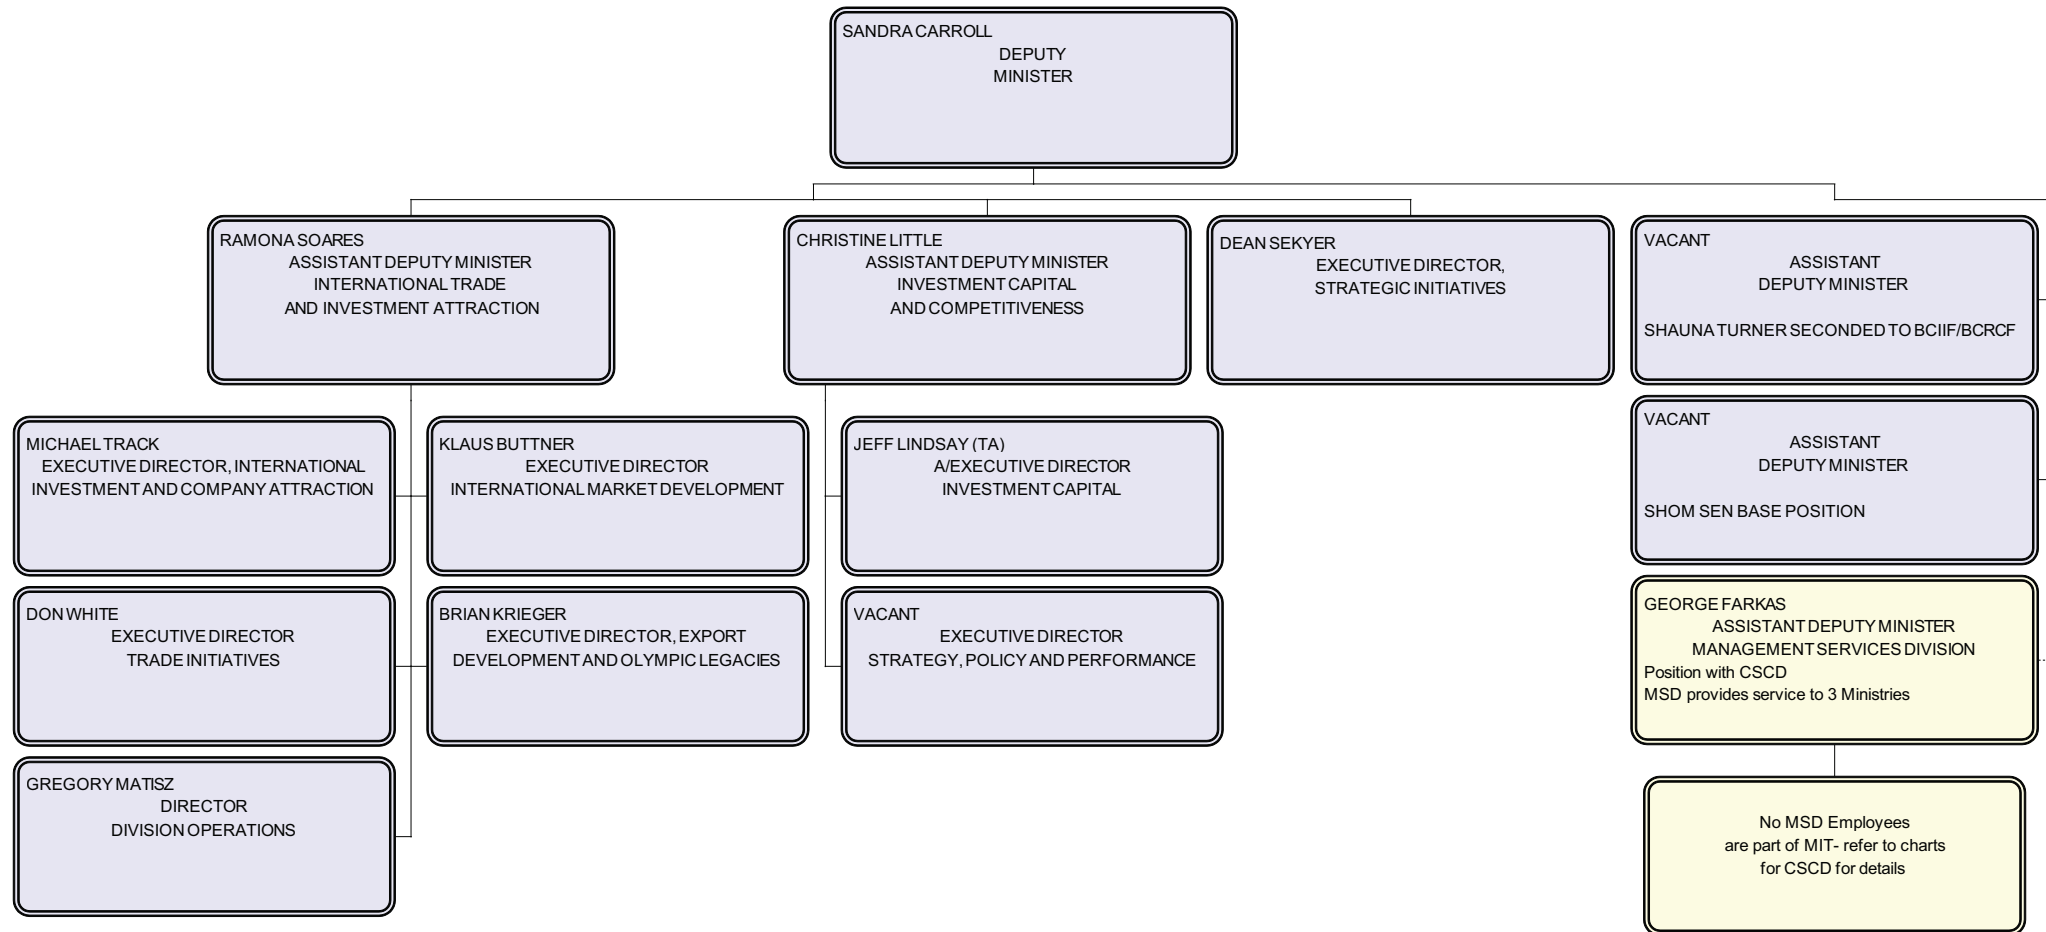 SANDRA CARROLL
DEPUTY
MINISTER
RAMONA SOARES
ASSISTANT DEPUTY MINISTER
INTERNATIONAL TRADE
AND INVESTMENT ATTRACTION
CHRISTINE LITTLE
ASSISTANT DEPUTY MINISTER
INVESTMENT CAPITAL
AND COMPETITIVENESS
DEAN SEKYER
EXECUTIVE DIRECTOR,
STRATEGIC INITIATIVES
VACANT
ASSISTANT
DEPUTY MINISTER
SHAUNA TURNER SECONDED TO BCIIF/BCRCF
MICHAEL TRACK
EXECUTIVE DIRECTOR, INTERNATIONAL
INVESTMENT AND COMPANY ATTRACTION
KLAUS BUTTNER
EXECUTIVE DIRECTOR
INTERNATIONAL MARKET DEVELOPMENT
JEFF LINDSAY (TA)
A/EXECUTIVE DIRECTOR
INVESTMENT CAPITAL
VACANT
ASSISTANT
DEPUTY MINISTER
SHOM SEN BASE POSITION
DON WHITE
EXECUTIVE DIRECTOR
TRADE INITIATIVES
BRIAN KRIEGER
EXECUTIVE DIRECTOR, EXPORT
DEVELOPMENT AND OLYMPIC LEGACIES
VACANT
EXECUTIVE DIRECTOR
STRATEGY, POLICY AND PERFORMANCE
GEORGE FARKAS
ASSISTANT DEPUTY MINISTER
MANAGEMENT SERVICES DIVISION
Position with CSCD
MSD provides service to 3 Ministries
GREGORY MATISZ
DIRECTOR
DIVISION OPERATIONS
No MSD Employees
are part of MIT- refer to charts
for CSCD for details